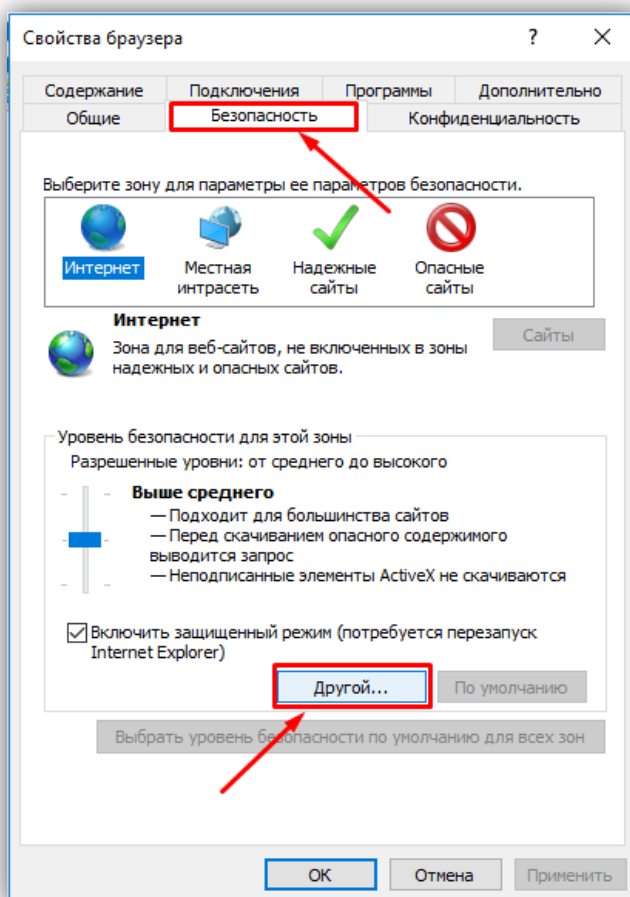 Свойства браузера
?
Содержание Подключения Программы Дополнительно
Общие Безопасность Конфиденциальность
Выберите зону для параметры ее параметров безопасности.
Интернет
Местная
интрасеть
Надежные
сайты
Опасные
сайты
Интернет
Зона для веб-сайтов, не включенных в зоны
надежных и опасных сайтов.
Сайты
Уровень безопасности для этой зоны
Разрешенные уровни: от среднего до высокого
Выше среднего
— Подходит для большинства сайтов
— Перед скачиванием опасного содержимого
выводится запрос
— Неподписанные элементы ActiveX не скачиваются
Включить защищенный режим (потребуется перезапуск
Internet Explorer)
Другой... По умолчанию
Выбрать уровень безопасности по умолчанию для всех зон
ОК Отмена Применить